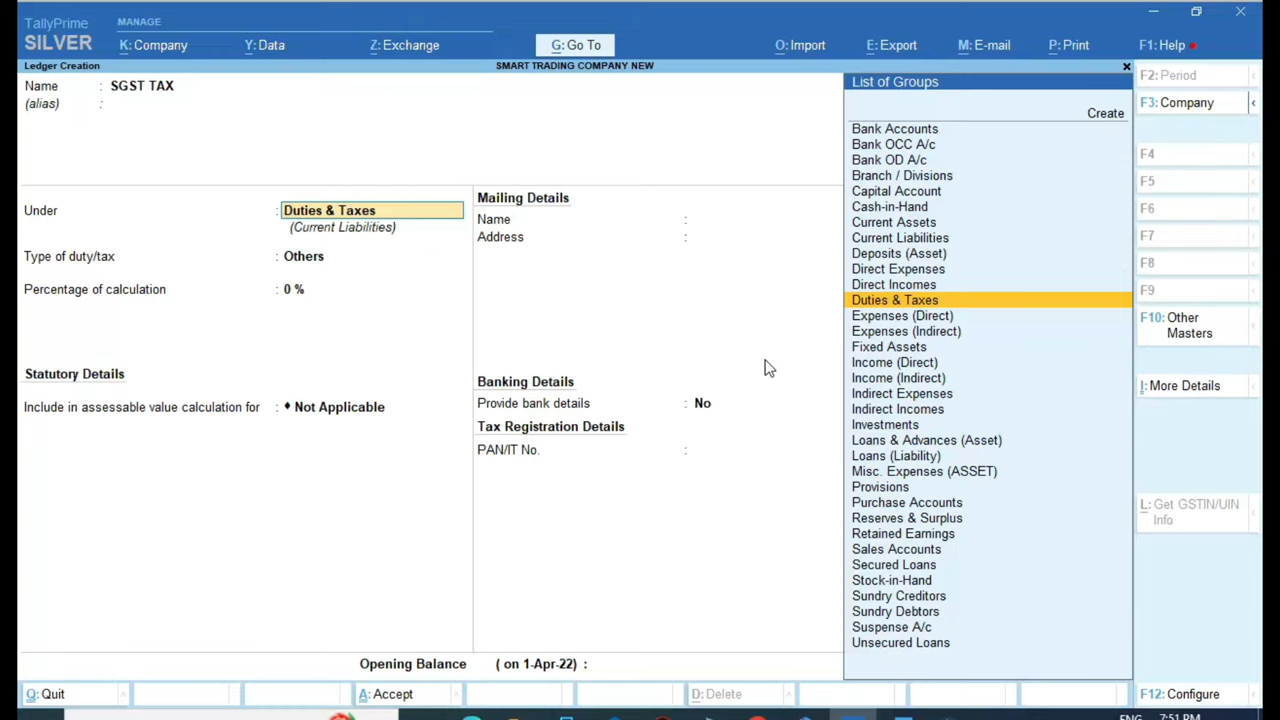 TallyPrime
SILVER
MANAGE
K: Company
Y: Data
Z: Exchange
G: Go To
O: Import
E: Export
M: E-mail
P: Print
F1: Help
Ledger Creation
SMART TRADING COMPANY NEW
Name : SGST TAX
(alias) :
Under : Duties & Taxes
(Current Liabilities)
Type of duty/tax : Others
Percentage of calculation : 0 %
Statutory Details
Include in assessable value calculation for : ♦ Not Applicable
Mailing Details
Name :
Address :
Banking Details
Provide bank details : No
Tax Registration Details
PAN/IT No. :
Opening Balance ( on 1-Apr-22) :
List of Groups
Create
Bank Accounts
Bank OCC A/c
Bank OD A/c
Branch / Divisions
Capital Account
Cash-in-Hand
Current Assets
Current Liabilities
Deposits (Asset)
Direct Expenses
Direct Incomes
Duties & Taxes
Expenses (Direct)
Expenses (Indirect)
Fixed Assets
Income (Direct)
Income (Indirect)
Indirect Expenses
Indirect Incomes
Investments
Loans & Advances (Asset)
Loans (Liability)
Misc. Expenses (ASSET)
Provisions
Purchase Accounts
Reserves & Surplus
Retained Earnings
Sales Accounts
Secured Loans
Stock-in-Hand
Sundry Creditors
Sundry Debtors
Suspense A/c
Unsecured Loans
F2: Period
F3: Company
F4
F5
F6
F7
F8
F9
F10: Other
Masters
I: More Details
L: Get GSTIN/UIN
Info
F12: Configure
Q: Quit
A: Accept
D: Delete
ENG
7:51 PM